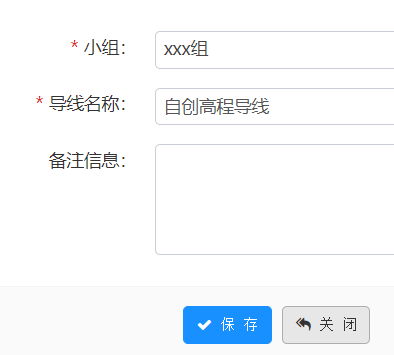 * 小组： xxx组
* 导线名称： 自创高程导线
备注信息：
保 存 关 闭